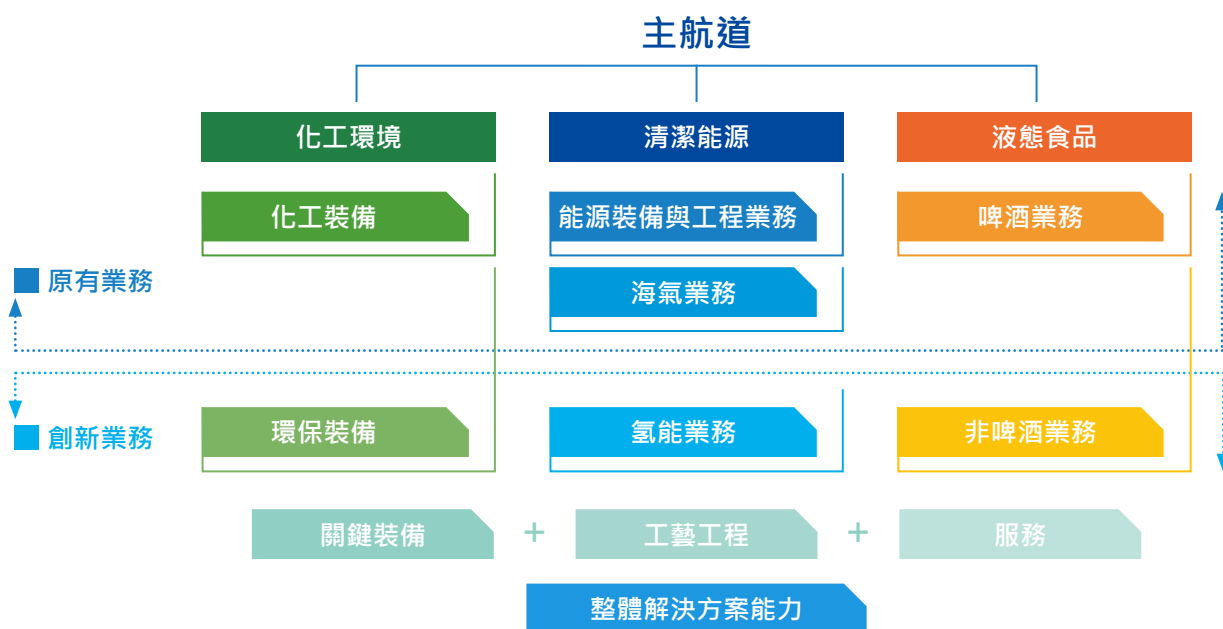 主航道
化工環境
清潔能源
液態食品
化工裝備
能源裝備與工程業務
啤酒業務
原有業務
海氣業務
創新業務
環保裝備
氢能業務
非啤酒業務
關鍵裝備
+
工藝工程
+
服務
整體解決方案能力